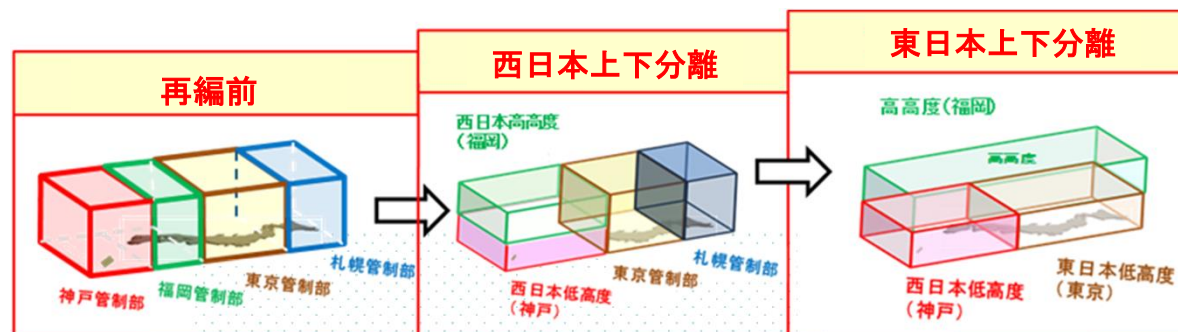 再編前
神戸管制部
福岡管制部
東京管制部
札幌管制部
西日本上下分離
西日本高高度
(福岡)
西日本低高度
(神戸)
東京管制部
札幌管制部
東日本上下分離
高高度(福岡)
高高度
西日本低高度
(神戸)
東日本低高度
(東京)